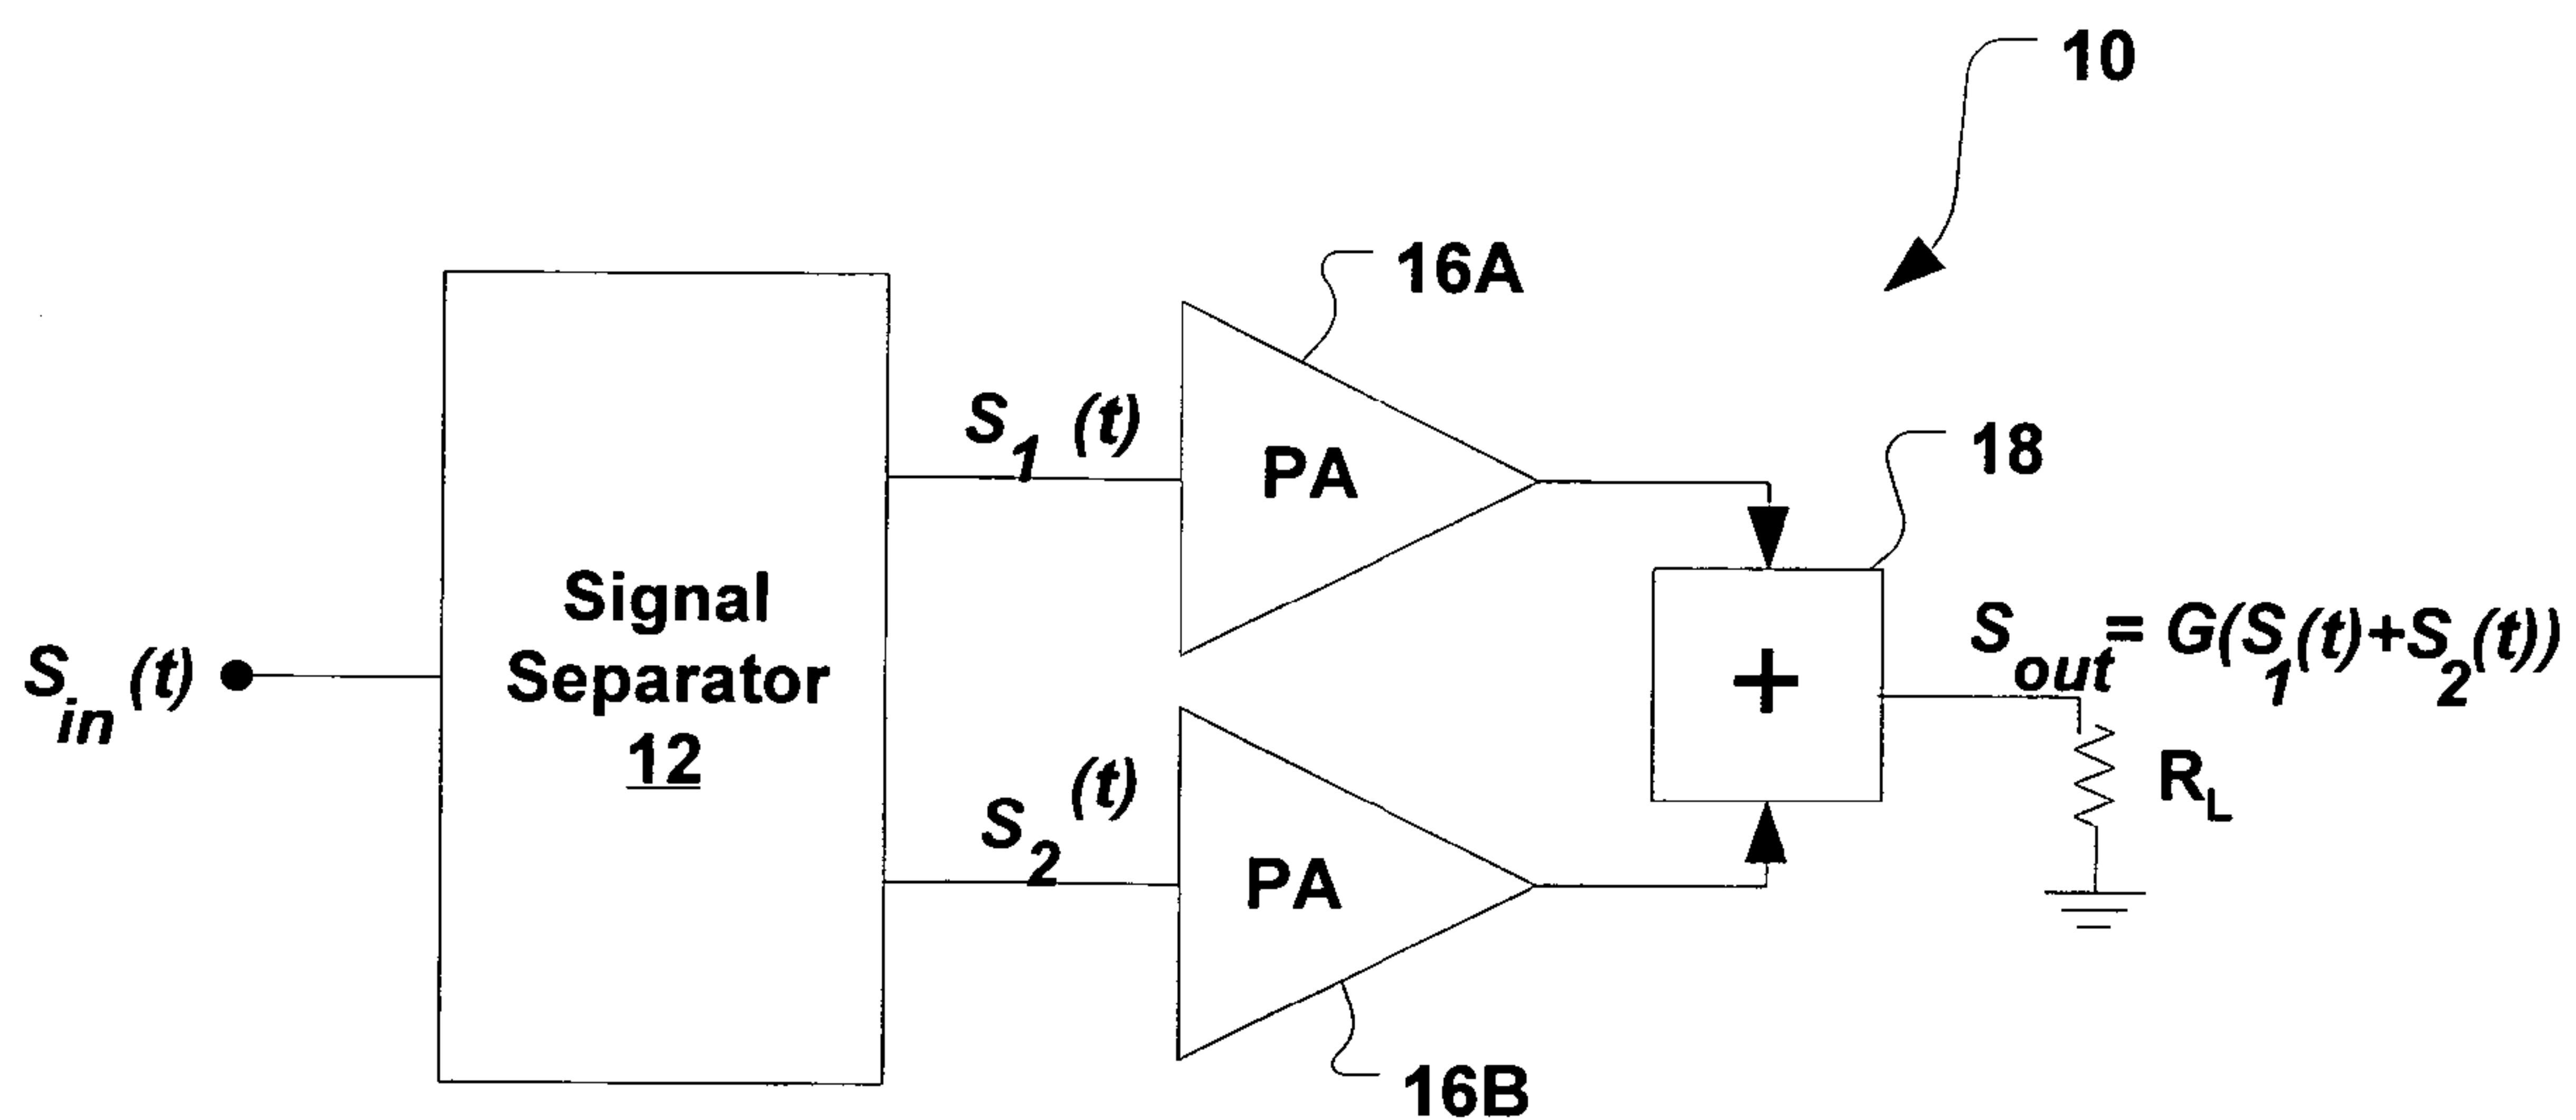 10
16A
S1 (t)
PA
18
Signal
Separator
12
Sin (t)
+
Sout = G(S1(t)+S2(t))
RL
S2 (t)
PA
16B